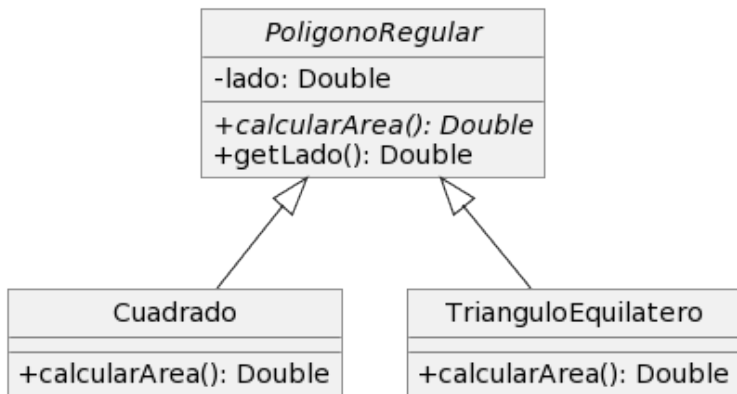 PoligonoRegular
-lado: Double
+calcularArea(): Double
+getLado(): Double
Cuadrado
+calcularArea(): Double
TrianguloEquilatero
+calcularArea(): Double